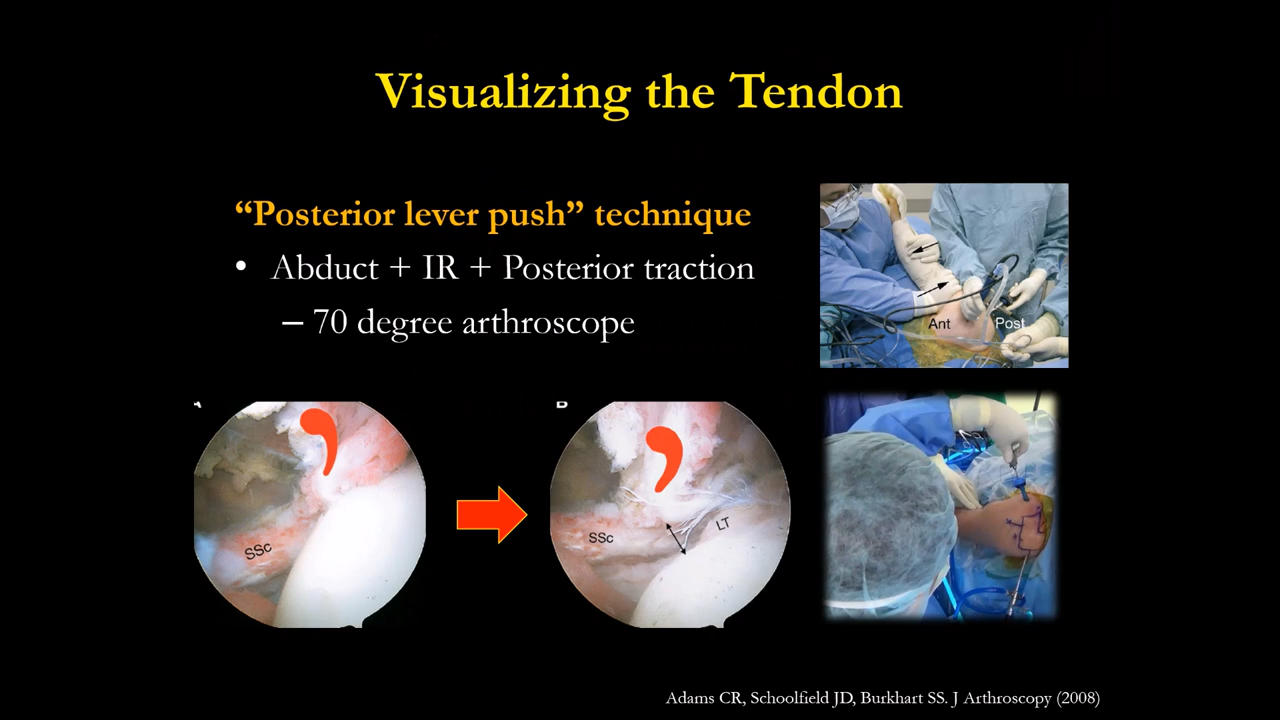 Visualizing the Tendon
“Posterior lever push” technique
• Abduct + IR + Posterior traction
– 70 degree arthroscope
Ant
Post
SSc
B
SSc
LT
Adams CR, Schoolfield JD, Burkhart SS. J Arthroscopy (2008)